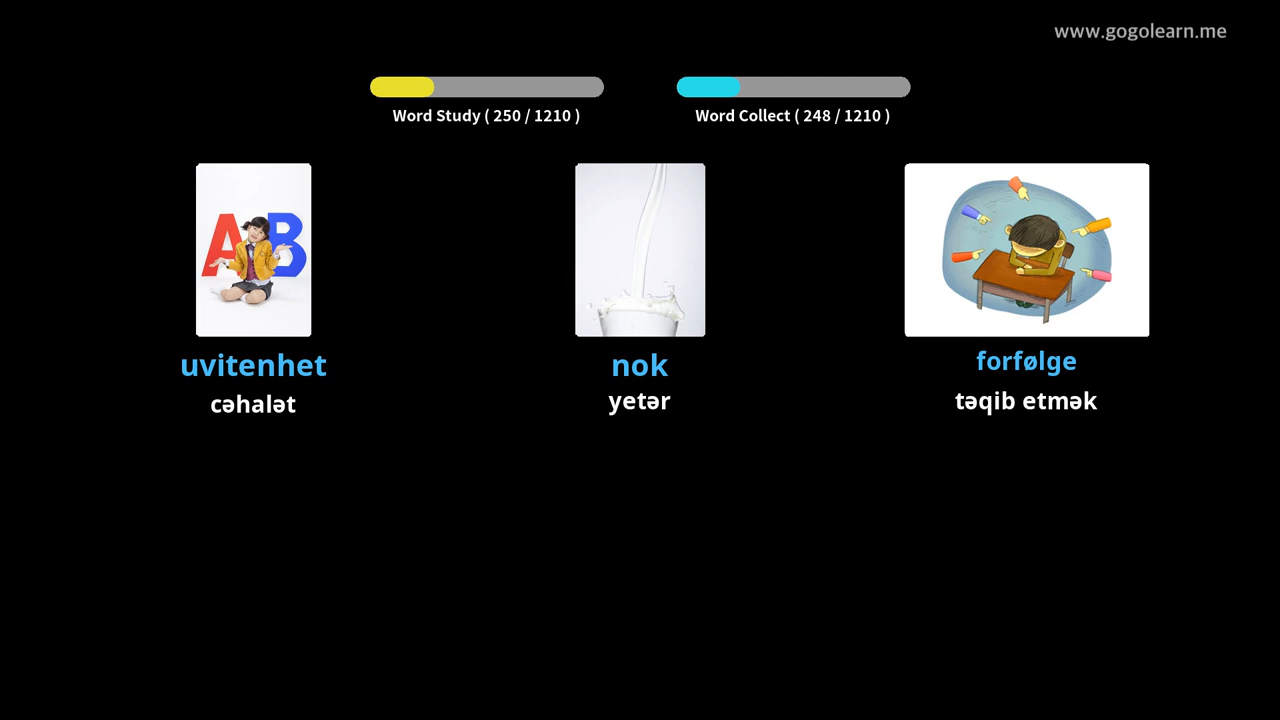 www.gogolearn.me
Word Study ( 250 / 1210 )
Word Collect ( 248 / 1210 )
A B
uvitenhet
nok
forfølge
cəhalət
yetər
təqib etmək